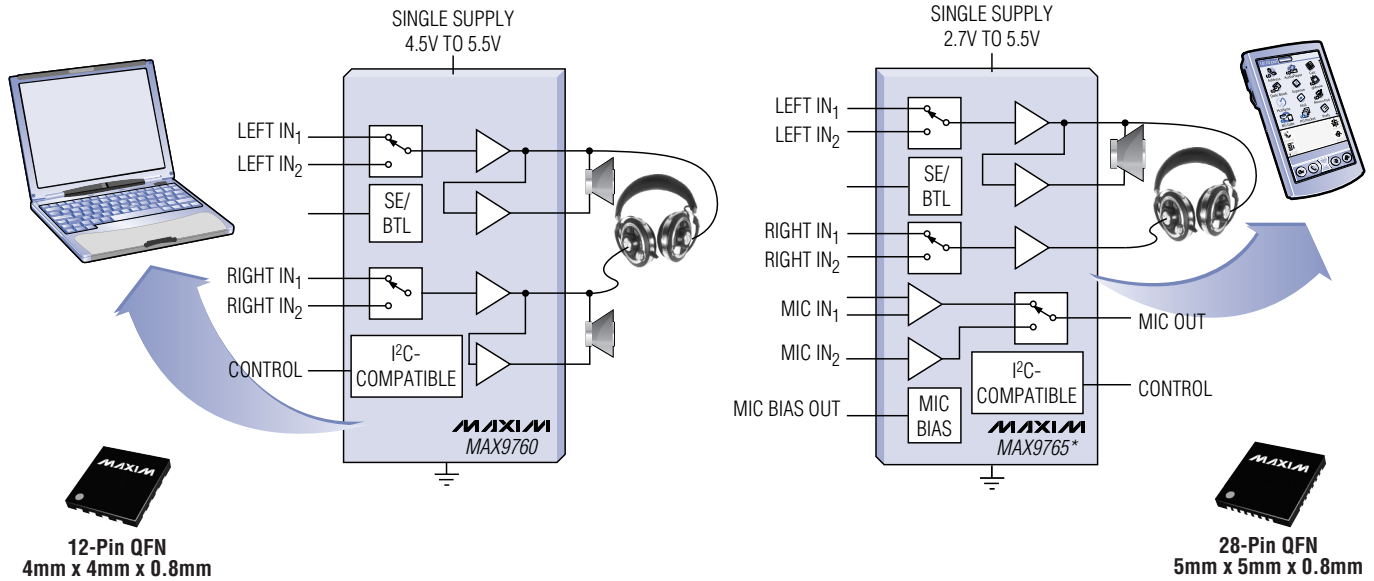 SINGLE SUPPLY
4.5V TO 5.5V
LEFT IN1
LEFT IN2
SE/
BTL
RIGHT IN1
RIGHT IN2
I²C-
COMPATIBLE
CONTROL
MAXIM
MAX9760
MAXIM
12-Pin QFN
4mm x 4mm x 0.8mm
SINGLE SUPPLY
2.7V TO 5.5V
LEFT IN1
LEFT IN2
SE/
BTL
RIGHT IN1
RIGHT IN2
MIC IN1
MIC IN2
MIC OUT
I²C-
COMPATIBLE
CONTROL
MIC BIAS OUT
MIC
BIAS
MAXIM
MAX9765*
MAXIM
28-Pin QFN
5mm x 5mm x 0.8mm